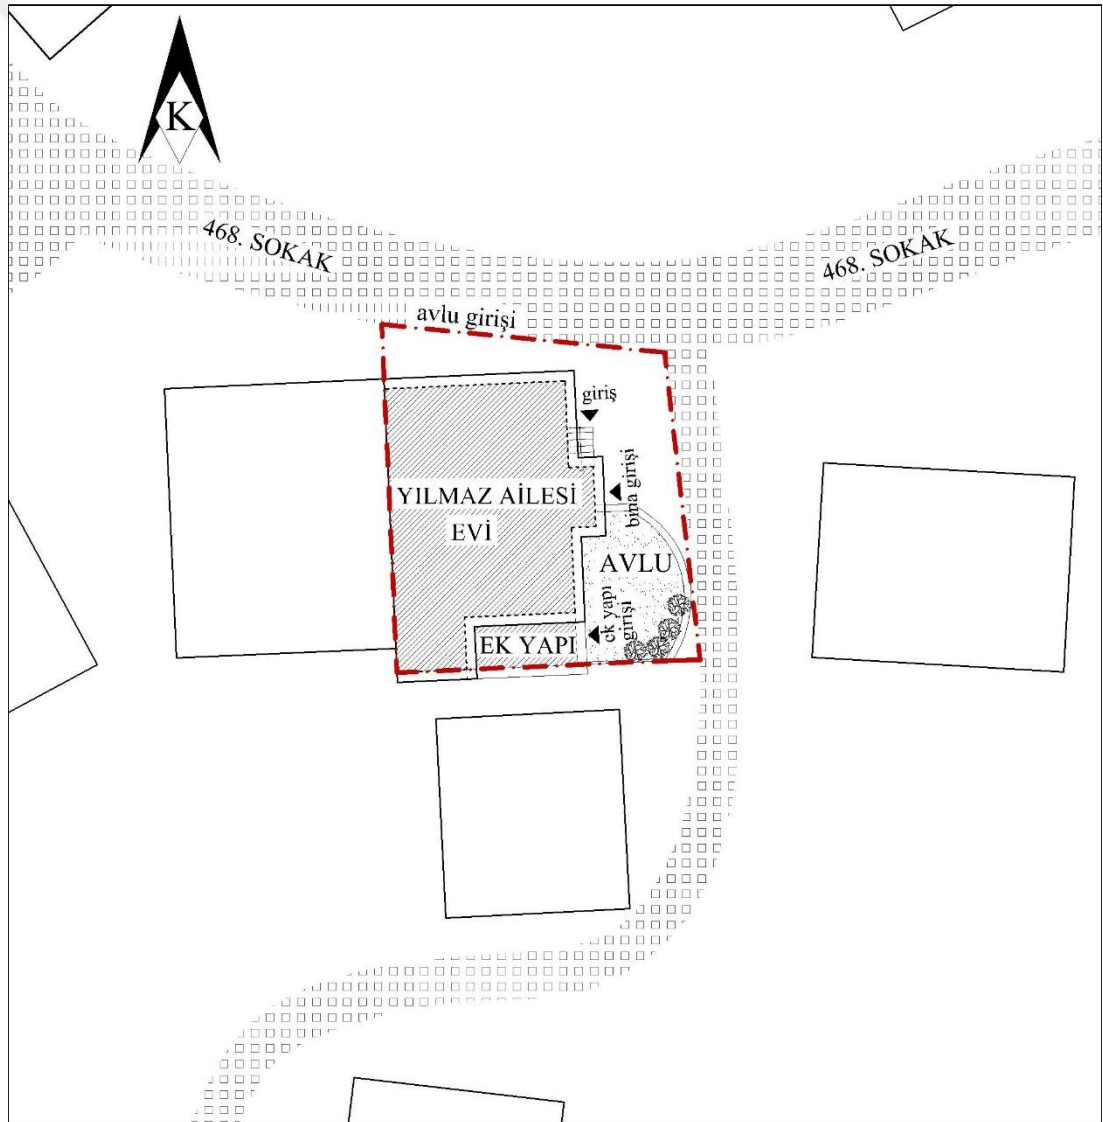 K
468. SOKAK
468. SOKAK
avlu girişi
giriş
bina girişi
YILMAZ AİLESİ
EVİ
AVLU
ek yapı
girişi
EK YAPI